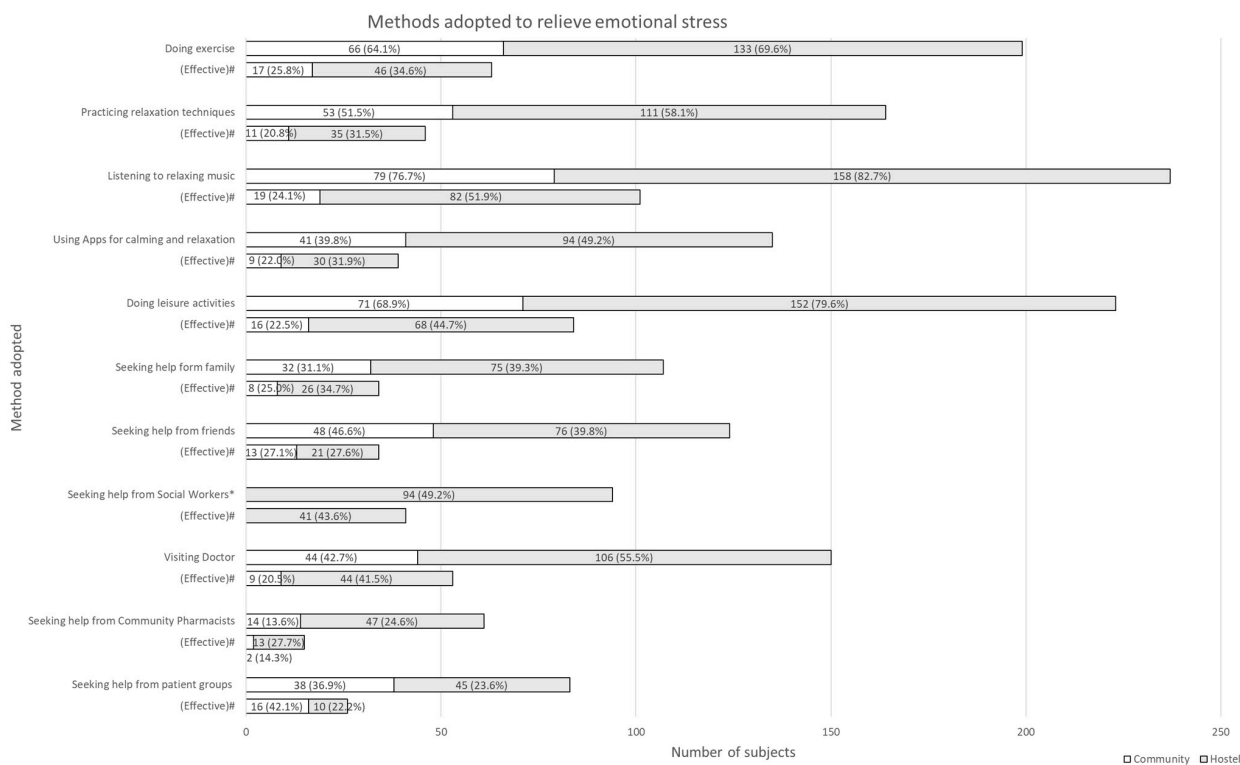 Methods adopted to relieve emotional stress
Doing exercise 66 (64.1%) 133 (69.6%)
(Effective)# 17 (25.8%) 46 (34.6%)
Practicing relaxation techniques 53 (51.5%) 111 (58.1%)
(Effective)# 11 (20.8%) 35 (31.5%)
Listening to relaxing music 79 (76.7%) 158 (82.7%)
(Effective)# 19 (24.1%) 82 (51.9%)
Using Apps for calming and relaxation 41 (39.8%) 94 (49.2%)
(Effective)# 9 (22.0%) 30 (31.9%)
Doing leisure activities 71 (68.9%) 152 (79.6%)
(Effective)# 16 (22.5%) 68 (44.7%)
Seeking help form family 32 (31.1%) 75 (39.3%)
(Effective)# 8 (25.0%) 26 (34.7%)
Seeking help from friends 48 (46.6%) 76 (39.8%)
(Effective)# 13 (27.1%) 21 (27.6%)
Seeking help from Social Workers* 94 (49.2%)
(Effective)# 41 (43.6%)
Visiting Doctor 44 (42.7%) 106 (55.5%)
(Effective)# 9 (20.5%) 44 (41.5%)
Seeking help from Community Pharmacists 14 (13.6%) 47 (24.6%)
(Effective)# 13 (27.7%)
2 (14.3%)
Seeking help from patient groups 38 (36.9%) 45 (23.6%)
(Effective)# 16 (42.1%) 10 (22.2%)
Method adopted
0 50 100 150 200 250
Number of subjects
Community Hostel